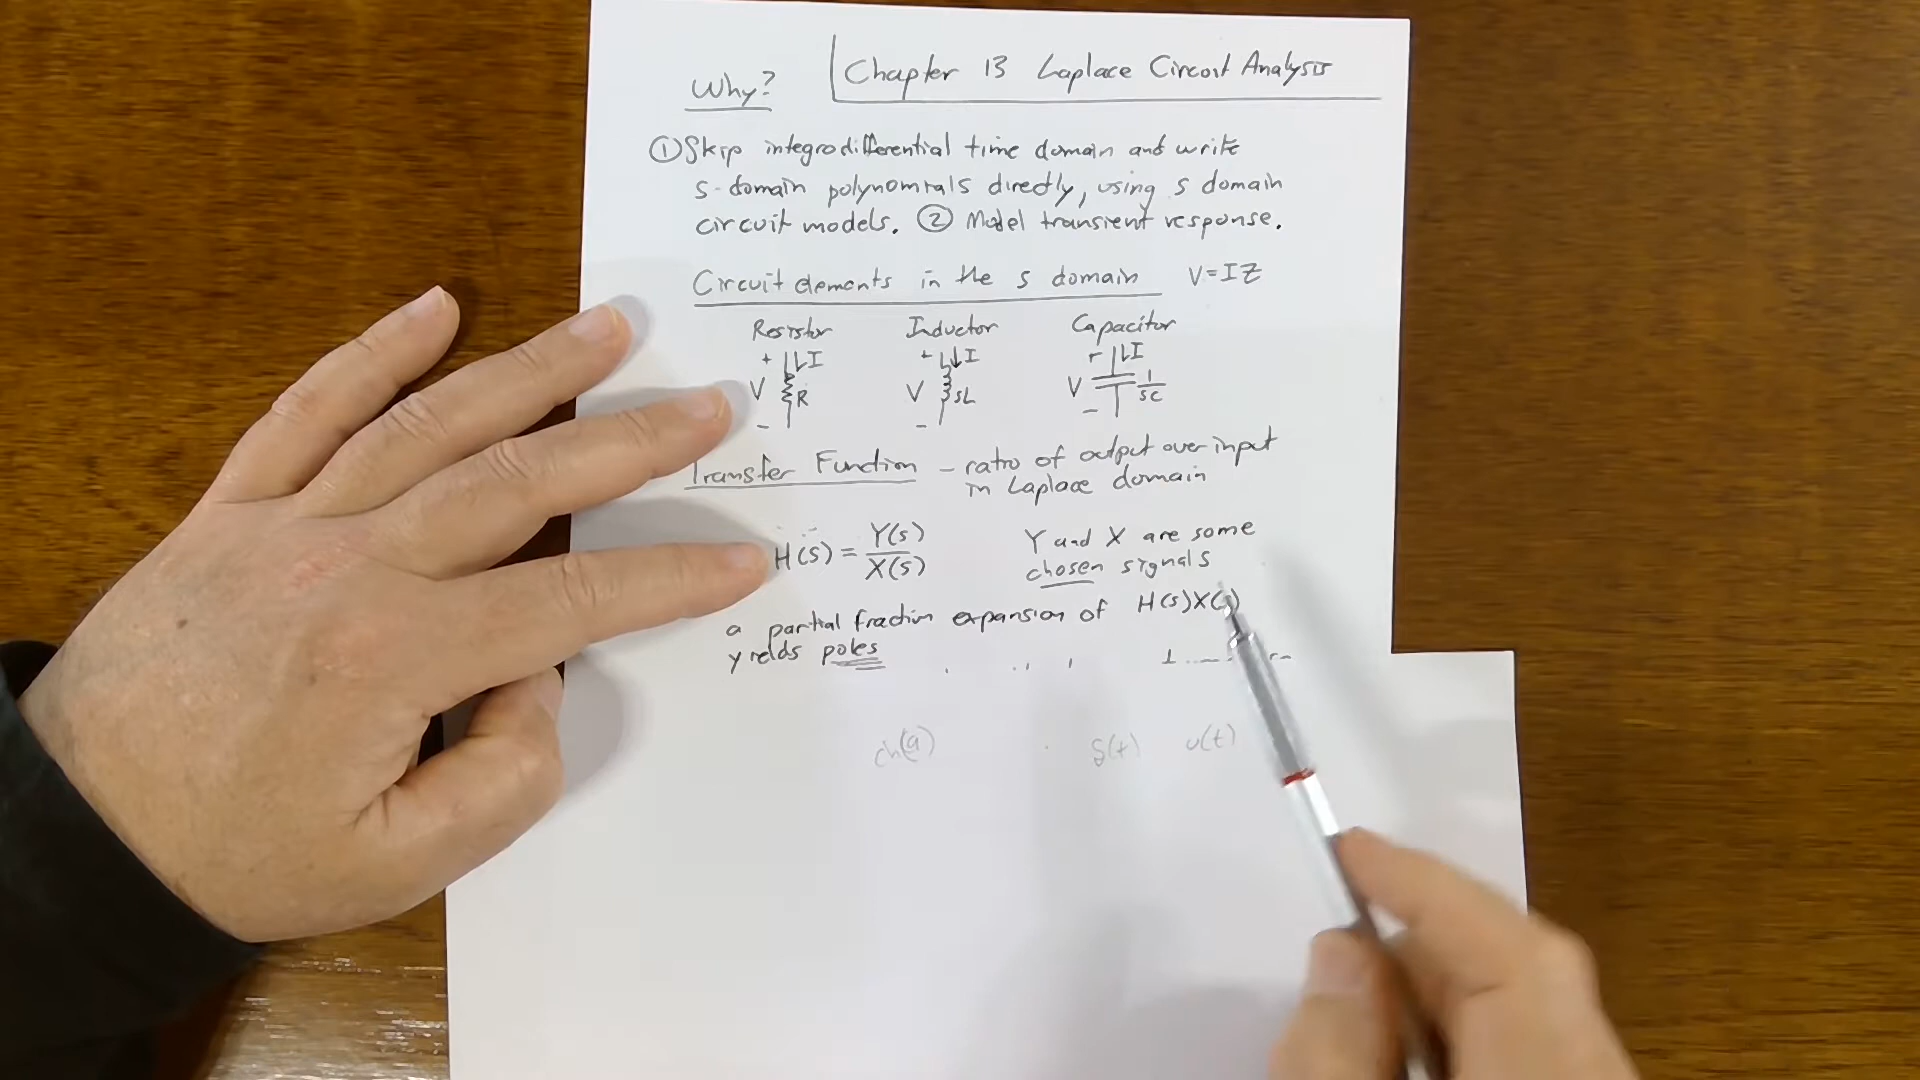 Why?
Chapter 13 Laplace Circuit Analysis
① Skip integrodifferential time domain and write
s-domain polynomials directly, using s domain
circuit models. ② Model transient response.
Circuit elements in the s domain V=IZ
Resistor Inductor Capacitor
+ I + I + I
V R V sL V 1/sC
- - -
Transfer Function - ratio of output over input
in Laplace domain
H(s) = Y(s)/X(s)
Y and X are some
chosen signals
a partial fraction expansion of H(s)X( )
yields poles
ch(a) δ(t) u(t)